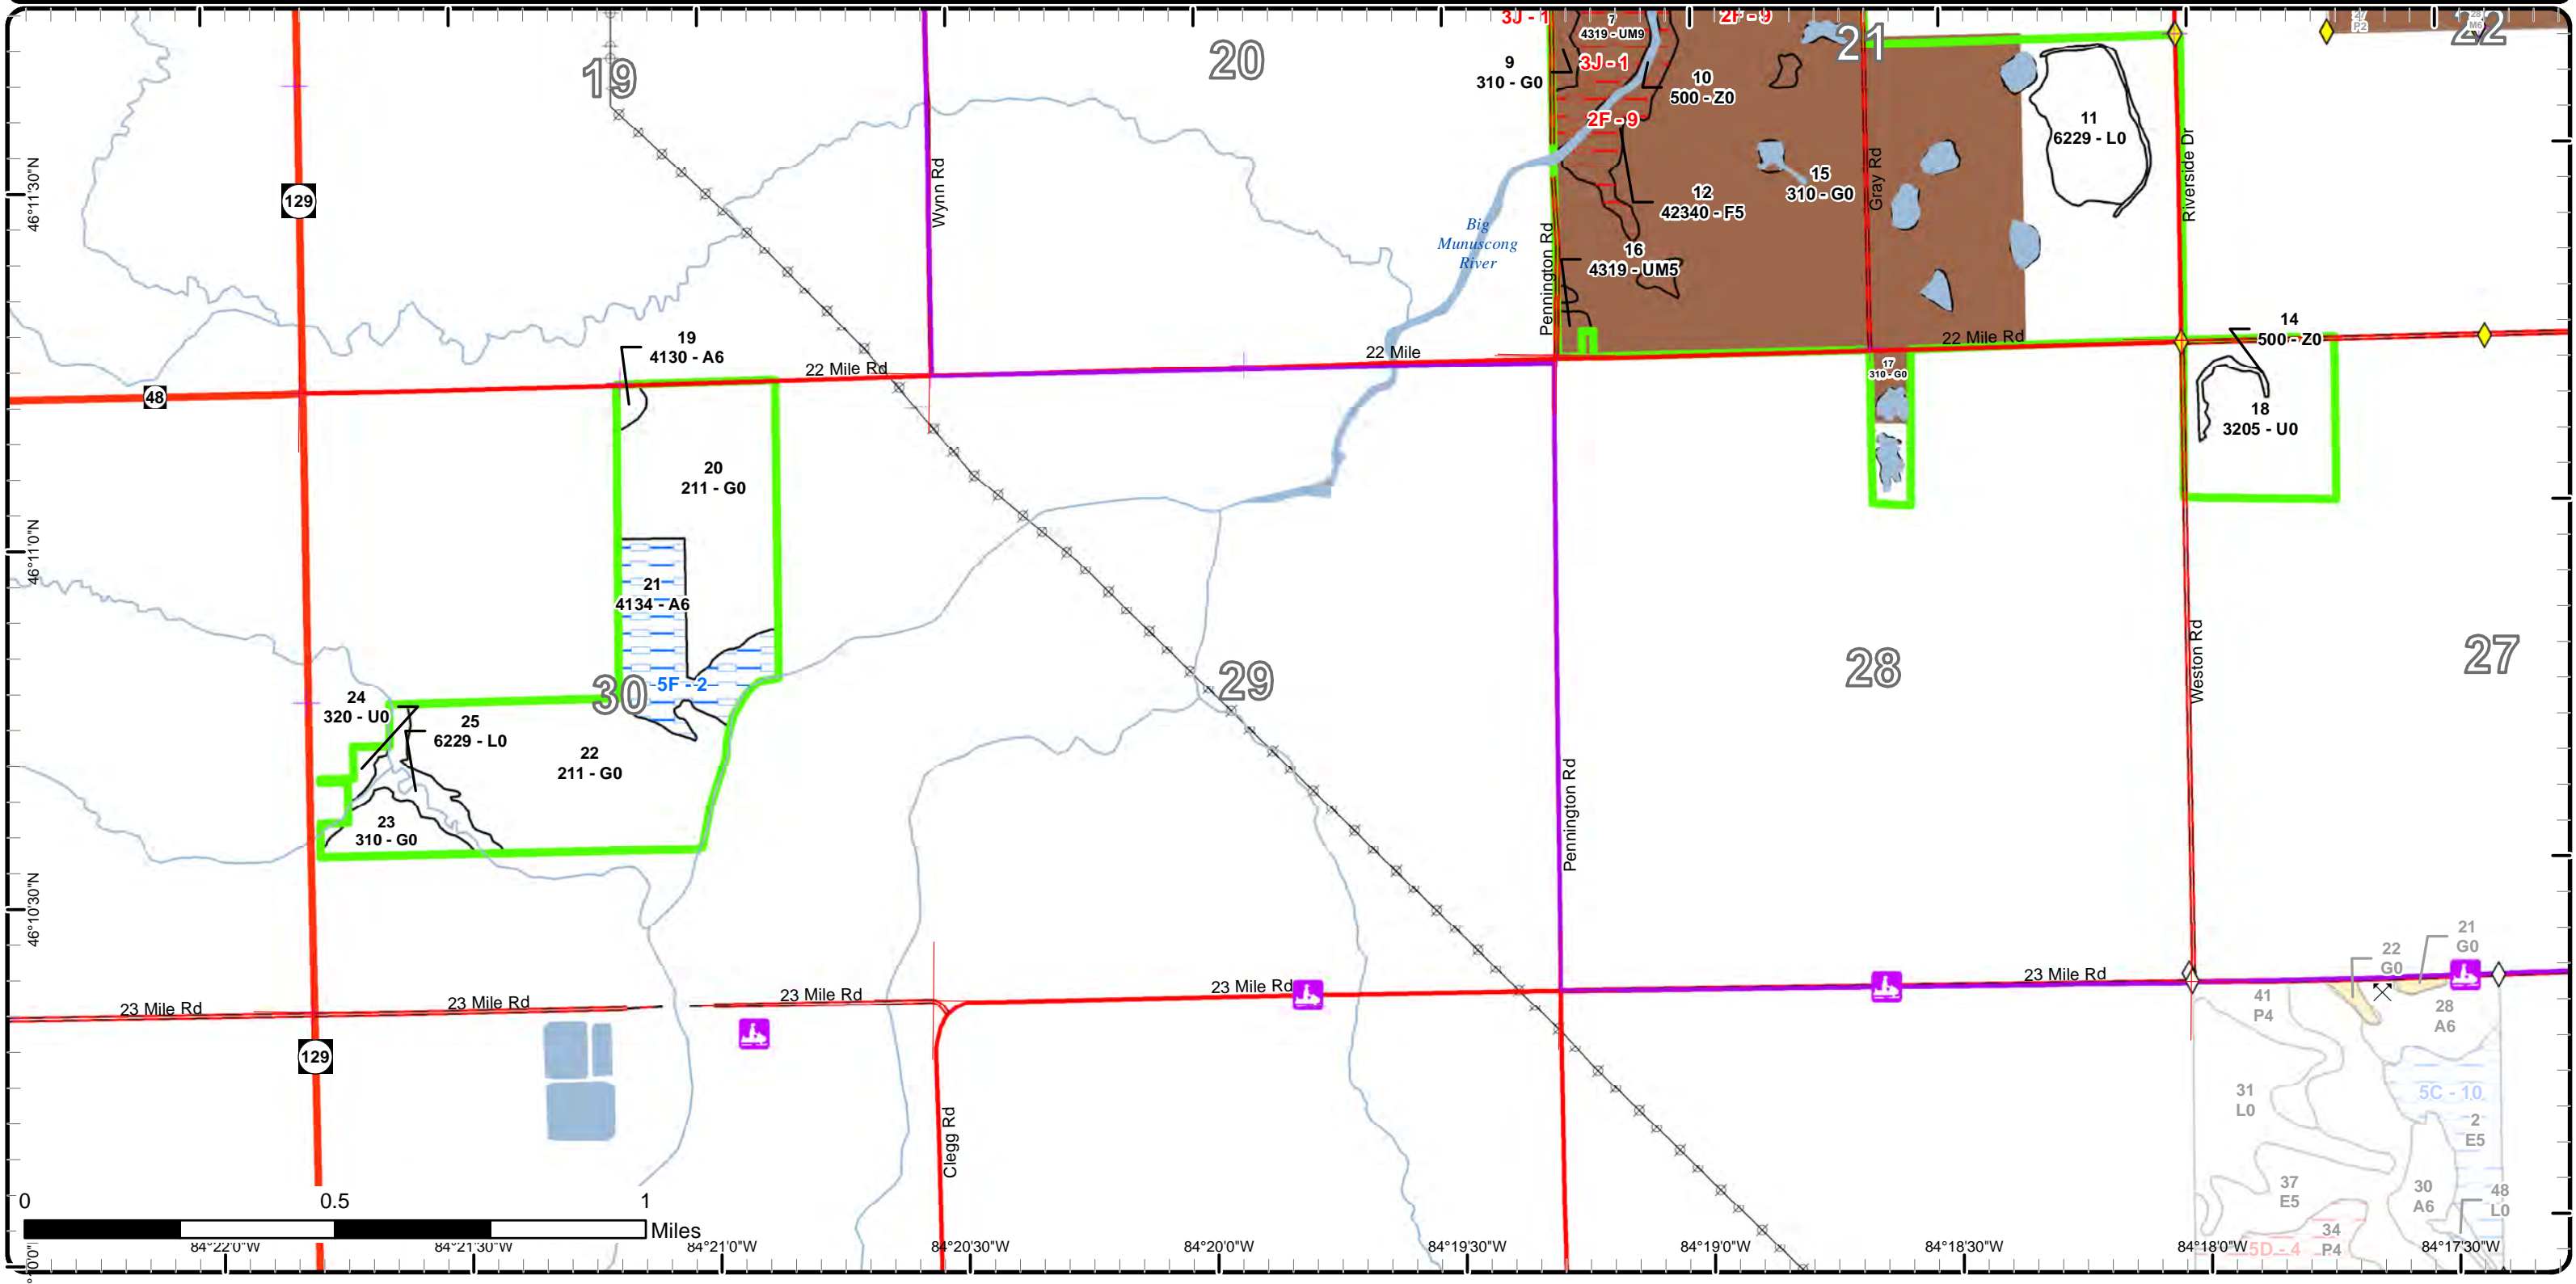 3J - 1
7
4319 - UM9
2F - 9
27
P2
28
M6
22
19
20
21
9
310 - G0
3J - 1
10
500 - Z0
2F - 9
11
6229 - L0
129
Wynn Rd
Gray Rd
Riverside Dr
15
310 - G0
12
42340 - F5
46°11'30"N
Big
Munuscong
River
Pennington Rd
16
4319 - UM5
19
4130 - A6
22 Mile Rd
22 Mile
22 Mile Rd
14
500 - Z0
48
17
310 - G0
18
3205 - U0
20
211 - G0
46°11'0"N
21
4134 - A6
30
5F - 2
29
28
27
Weston Rd
24
320 - U0
25
6229 - L0
22
211 - G0
23
310 - G0
Pennington Rd
46°10'30"N
21
G0
22
G0
23 Mile Rd
23 Mile Rd
23 Mile Rd
23 Mile Rd
23 Mile Rd
41
P4
28
A6
129
5C - 10
31
L0
2
E5
Clegg Rd
37
E5
30
A6
48
L0
34
P4
5D - 4
0 0.5 1
Miles
84°22'0"W 84°21'30"W 84°21'0"W 84°20'30"W 84°20'0"W 84°19'30"W 84°19'0"W 84°18'30"W 84°18'0"W 84°17'30"W